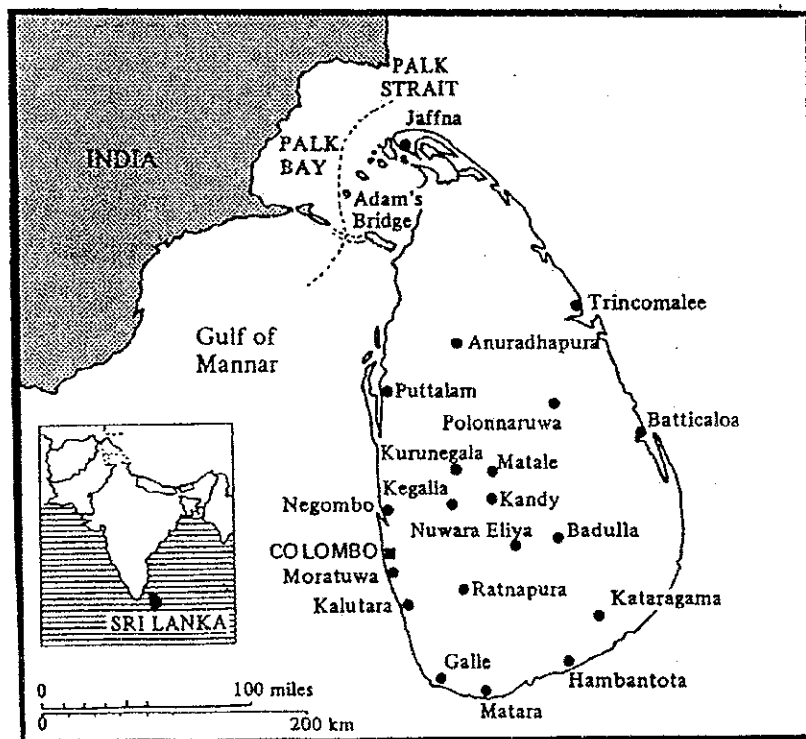 PALK
STRAIT
Jaffna
INDIA
PALK
BAY
Adam's
Bridge
Trincomalee
Gulf of
Mannar
Anuradhapura
Puttalam
Polonnaruwa
Batticaloa
Kurunegala
Matale
Kegalla
Kandy
Negombo
Nuwara Eliya
Badulla
COLOMBO
Moratuwa
Ratnapura
Kalutara
Kataragama
SRI LANKA
Galle
Hambantota
Matara
0 100 miles
0 200 km